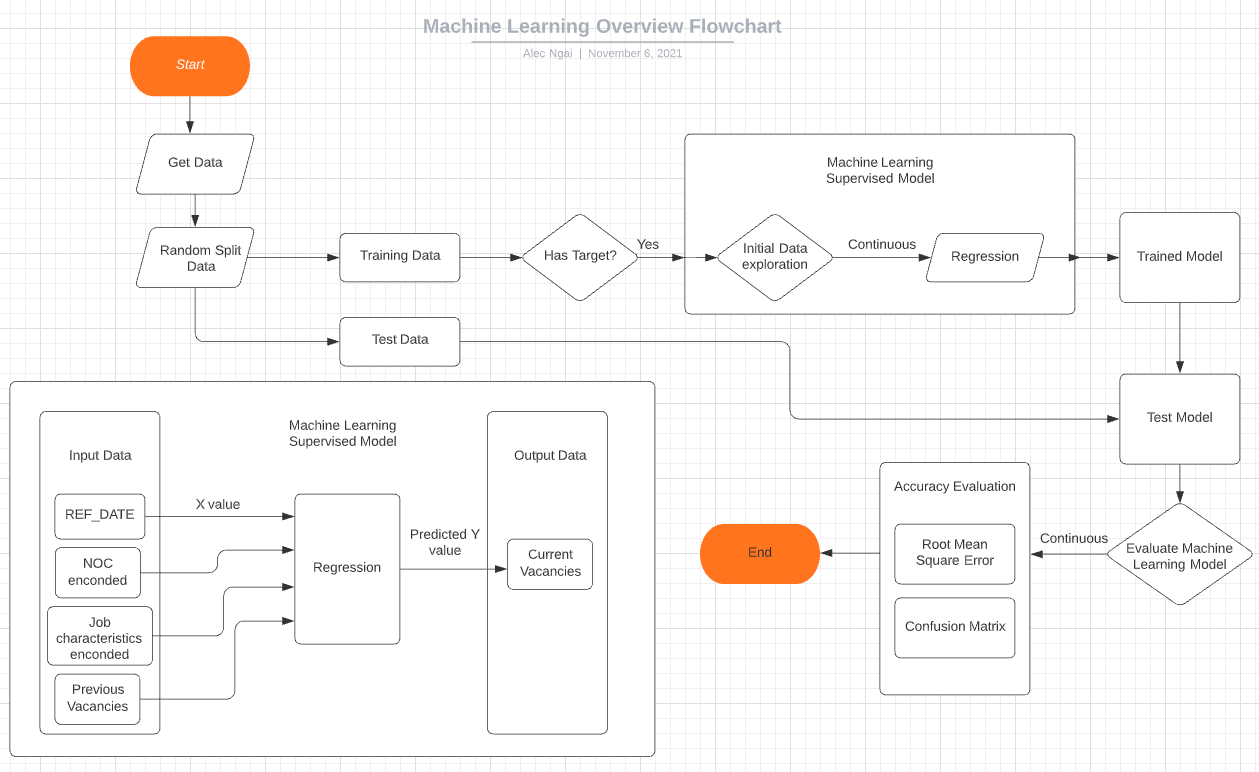 Machine Learning Overview Flowchart
Alec Ngai | November 6, 2021
Start
Get Data
Random Split
Data
Training Data
Has Target?
Yes
Machine Learning
Supervised Model
Initial Data
exploration
Continuous
Regression
Trained Model
Test Data
Test Model
Evaluate Machine
Learning Model
Continuous
Accuracy Evaluation
Root Mean
Square Error
Confusion Matrix
End
Machine Learning
Supervised Model
Input Data
REF_DATE
NOC
enconded
Job
characteristics
enconded
Previous
Vacancies
X value
Regression
Predicted Y
value
Output Data
Current
Vacancies